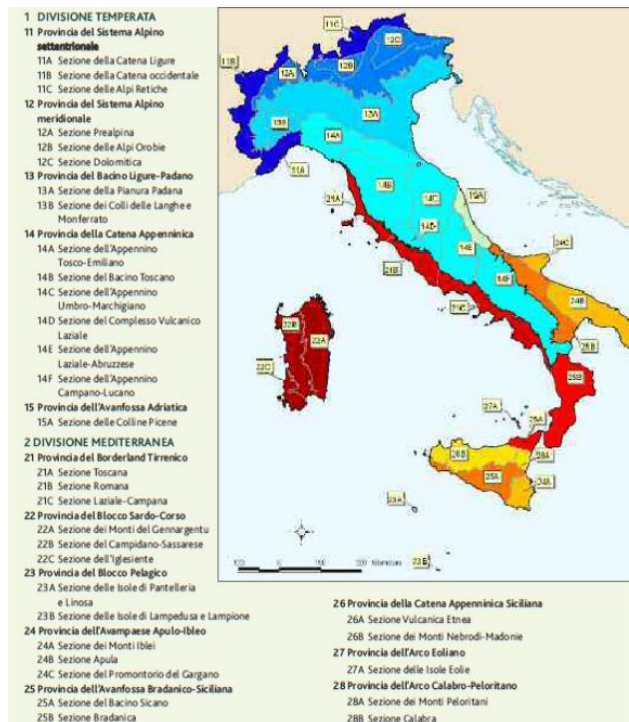 1 DIVISIONE TEMPERATA
11 Provincia del Sistema Alpino
settentrionale
11A Sezione della Catena Ligure
11B Sezione della Catena occidentale
11C Sezione delle Alpi Retiche
12 Provincia del Sistema Alpino
meridionale
12A Sezione Prealpina
12B Sezione delle Alpi Orobie
12C Sezione Dolomitica
13 Provincia del Bacino Ligure-Padano
13A Sezione della Pianura Padana
13B Sezione dei Colli delle Langhe e
Monferrato
14 Provincia della Catena Appenninica
14A Sezione dell'Appennino
Tosco-Emiliano
14B Sezione del Bacino Toscano
14C Sezione dell'Appennino
Umbro-Marchigiano
14D Sezione del Complesso Vulcanico
Laziale
14E Sezione dell'Appennino
Laziale-Abruzzese
14F Sezione dell'Appennino
Campano-Lucano
15 Provincia dell'Avanfossa Adriatica
15A Sezione delle Colline Picene
2 DIVISIONE MEDITERRANEA
21 Provincia del Borderland Tirrenico
21A Sezione Toscana
21B Sezione Romana
21C Sezione Laziale-Campana
22 Provincia del Blocco Sardo-Corso
22A Sezione dei Monti del Gennargentu
22B Sezione del Campidano-Sassarese
22C Sezione dell'Iglesiente
23 Provincia del Blocco Pelagico
23A Sezione delle Isole di Pantelleria
e Linosa
23B Sezione delle Isole di Lampedusa e Lampione
24 Provincia dell'Avampaese Apulo-Ibleo
24A Sezione dei Monti Iblei
24B Sezione Apula
24C Sezione del Promontorio del Gargano
25 Provincia dell'Avanfossa Bradanico-Siciliana
25A Sezione del Bacino Sicano
25B Sezione Bradanica
26 Provincia della Catena Appenninica Siciliana
26A Sezione Vulcanica Etnea
26B Sezione dei Monti Nebrodi-Madonie
27 Provincia dell'Arco Eoliano
27A Sezione delle Isole Eolie
28 Provincia dell'Arco Calabro-Peloritano
28A Sezione dei Monti Peloritani
28B Sezione Calabra
11C
12C
11B
12A
12B
13B
13A
14A
11A
21A
14B
14C
15A
14D
14E
24C
21B
21C
14F
24B
22B
22A
25B
22C
28B
27A
28A
26B
26A
25A
24A
23A
23B